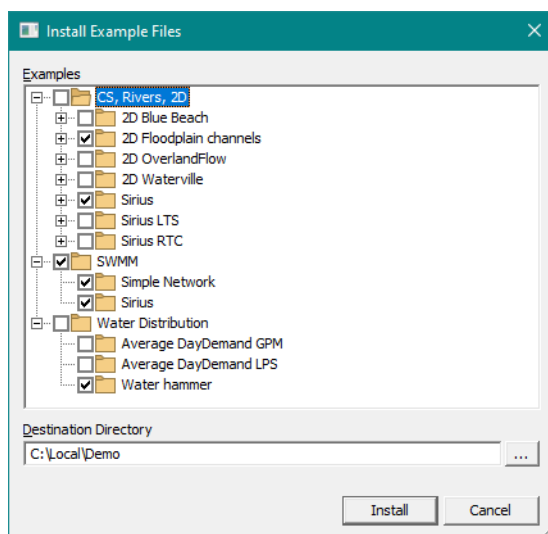 Install Example Files
Examples
CS, Rivers, 2D
2D Blue Beach
2D Floodplain channels
2D OverlandFlow
2D Waterville
Sirius
Sirius LTS
Sirius RTC
SWMM
Simple Network
Sirius
Water Distribution
Average DayDemand GPM
Average DayDemand LPS
Water hammer
Destination Directory
C:\Local\Demo
...
Install Cancel